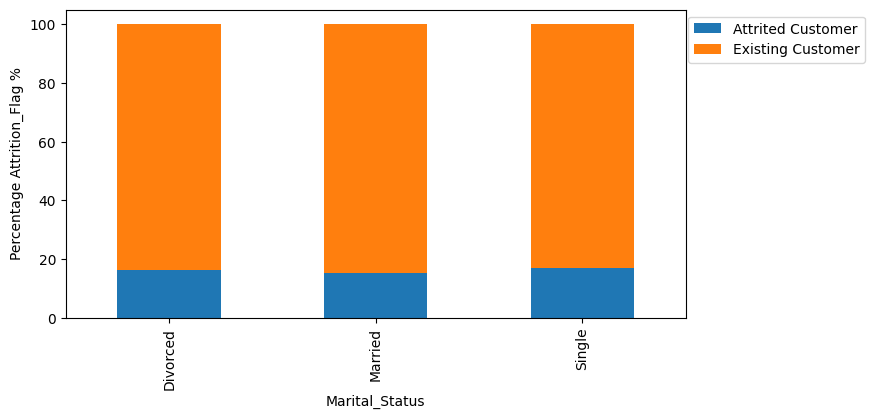 100
80
60
40
20
0
Percentage Attrition_Flag %
Divorced
Married
Single
Marital_Status
Attrited Customer
Existing Customer